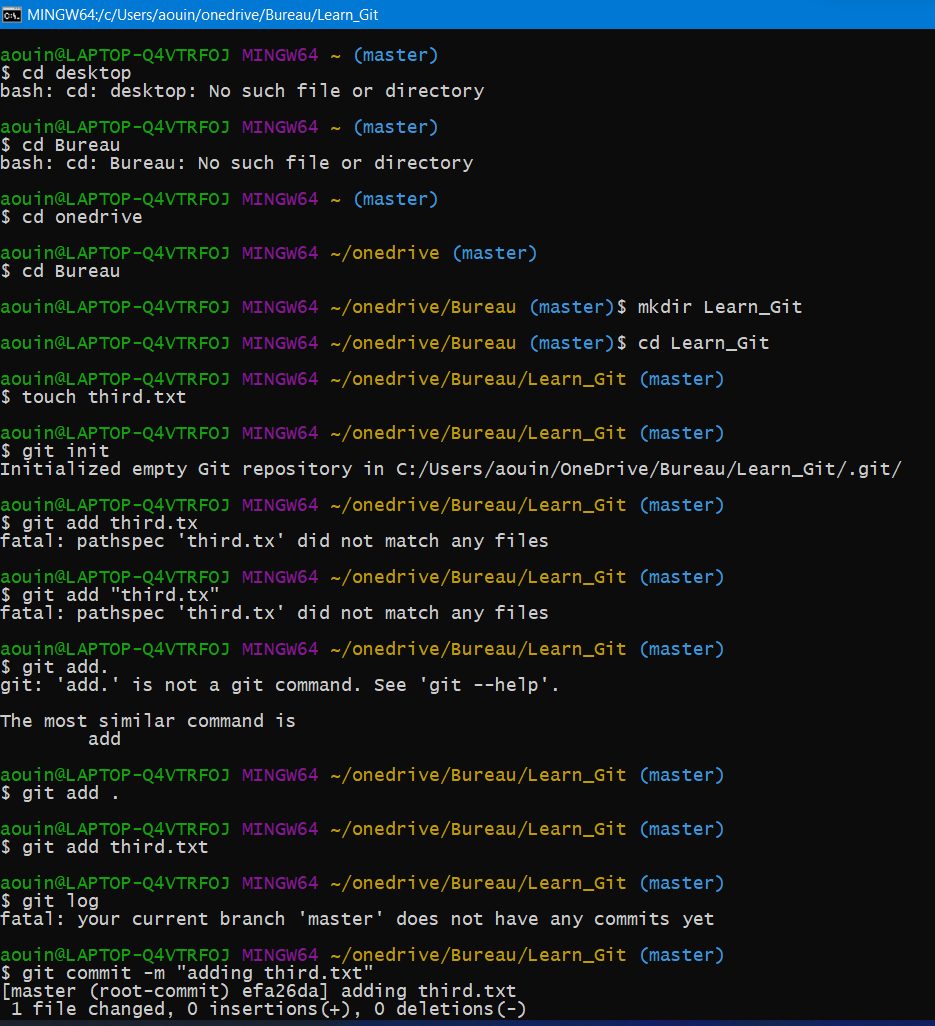 MINGW64:/c/Users/aouin/onedrive/Bureau/Learn_Git
aouin@LAPTOP-Q4VTRFOJ MINGW64 ~ (master)
$ cd desktop
bash: cd: desktop: No such file or directory
aouin@LAPTOP-Q4VTRFOJ MINGW64 ~ (master)
$ cd Bureau
bash: cd: Bureau: No such file or directory
aouin@LAPTOP-Q4VTRFOJ MINGW64 ~ (master)
$ cd onedrive
aouin@LAPTOP-Q4VTRFOJ MINGW64 ~/onedrive (master)
$ cd Bureau
aouin@LAPTOP-Q4VTRFOJ MINGW64 ~/onedrive/Bureau (master)$ mkdir Learn_Git
aouin@LAPTOP-Q4VTRFOJ MINGW64 ~/onedrive/Bureau (master)$ cd Learn_Git
aouin@LAPTOP-Q4VTRFOJ MINGW64 ~/onedrive/Bureau/Learn_Git (master)
$ touch third.txt
aouin@LAPTOP-Q4VTRFOJ MINGW64 ~/onedrive/Bureau/Learn_Git (master)
$ git init
Initialized empty Git repository in C:/Users/aouin/OneDrive/Bureau/Learn_Git/.git/
aouin@LAPTOP-Q4VTRFOJ MINGW64 ~/onedrive/Bureau/Learn_Git (master)
$ git add third.tx
fatal: pathspec 'third.tx' did not match any files
aouin@LAPTOP-Q4VTRFOJ MINGW64 ~/onedrive/Bureau/Learn_Git (master)
$ git add "third.tx"
fatal: pathspec 'third.tx' did not match any files
aouin@LAPTOP-Q4VTRFOJ MINGW64 ~/onedrive/Bureau/Learn_Git (master)
$ git add.
git: 'add.' is not a git command. See 'git --help'.
The most similar command is
add
aouin@LAPTOP-Q4VTRFOJ MINGW64 ~/onedrive/Bureau/Learn_Git (master)
$ git add .
aouin@LAPTOP-Q4VTRFOJ MINGW64 ~/onedrive/Bureau/Learn_Git (master)
$ git add third.txt
aouin@LAPTOP-Q4VTRFOJ MINGW64 ~/onedrive/Bureau/Learn_Git (master)
$ git log
fatal: your current branch 'master' does not have any commits yet
aouin@LAPTOP-Q4VTRFOJ MINGW64 ~/onedrive/Bureau/Learn_Git (master)
$ git commit -m "adding third.txt"
[master (root-commit) efa26da] adding third.txt
1 file changed, 0 insertions(+), 0 deletions(-)